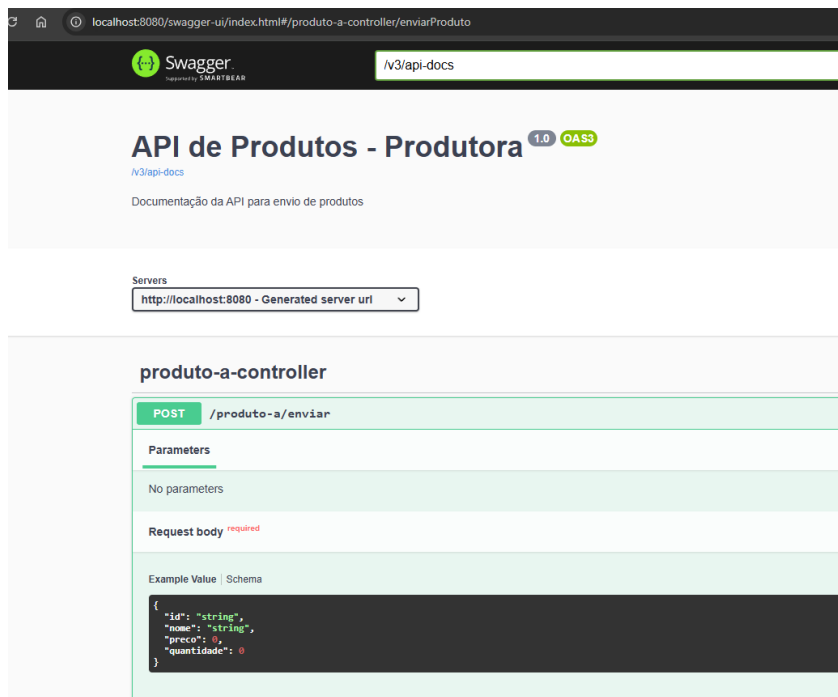 localhost:8080/swagger-ui/index.html#/produto-a-controller/enviarProduto
Swagger.
Supported by SMARTBEAR
/v3/api-docs
API de Produtos - Produtora 1.0 OAS3
/v3/api-docs
Documentação da API para envio de produtos
Servers
http://localhost:8080 - Generated server url
produto-a-controller
POST /produto-a/enviar
Parameters
No parameters
Request body required
Example Value | Schema
{
  "id": "string",
  "nome": "string",
  "preco": 0,
  "quantidade": 0
}